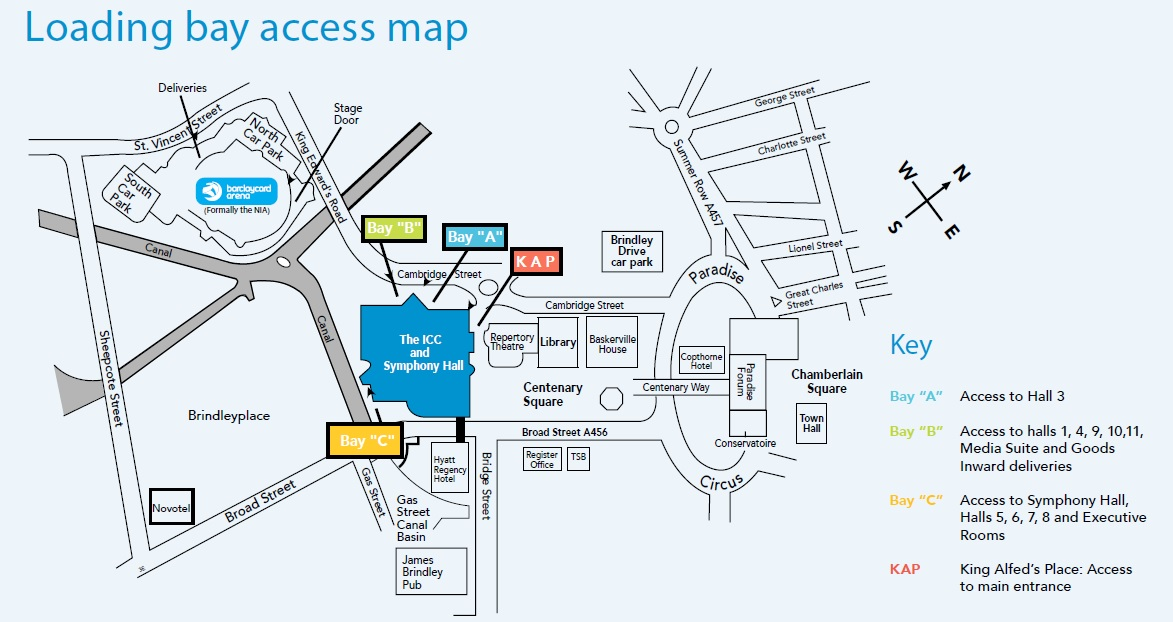 Loading bay access map
Deliveries
Stage
Door
St. Vincent Street
North
Car Park
King Edward's Road
South
Car
Park
barclaycard
arena
(Formally the NIA)
Canal
Bay "B"
Bay "A"
K A P
Cambridge Street
Canal
The ICC
and
Symphony Hall
Brindley
Drive
car park
Summer Row A457
George Street
Charlotte Street
Lionel Street
Great Charles
Street
W
N
S
E
Paradise
Cambridge Street
Repertory
Theatre
Library
Baskerville
House
Copthorne
Hotel
Centenary
Square
Centenary Way
Paradise
Forum
Chamberlain
Square
Town
Hall
Conservatoire
Circus
Sheepcote Street
Brindleyplace
Bay "C"
Broad Street A456
Register
Office
TSB
Hyatt
Regency
Hotel
Bridge Street
Gas Street
Gas
Street
Canal
Basin
James
Brindley
Pub
Novotel
Broad Street
Key
Bay “A” Access to Hall 3
Bay “B” Access to halls 1, 4, 9, 10,11,
Media Suite and Goods
Inward deliveries
Bay “C” Access to Symphony Hall,
Halls 5, 6, 7, 8 and Executive
Rooms
KAP King Alfed’s Place: Access
to main entrance